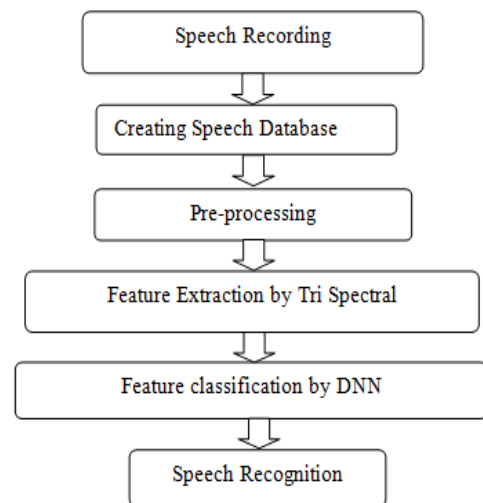 Speech Recording
Creating Speech Database
Pre-processing
Feature Extraction by Tri Spectral
Feature classification by DNN
Speech Recognition